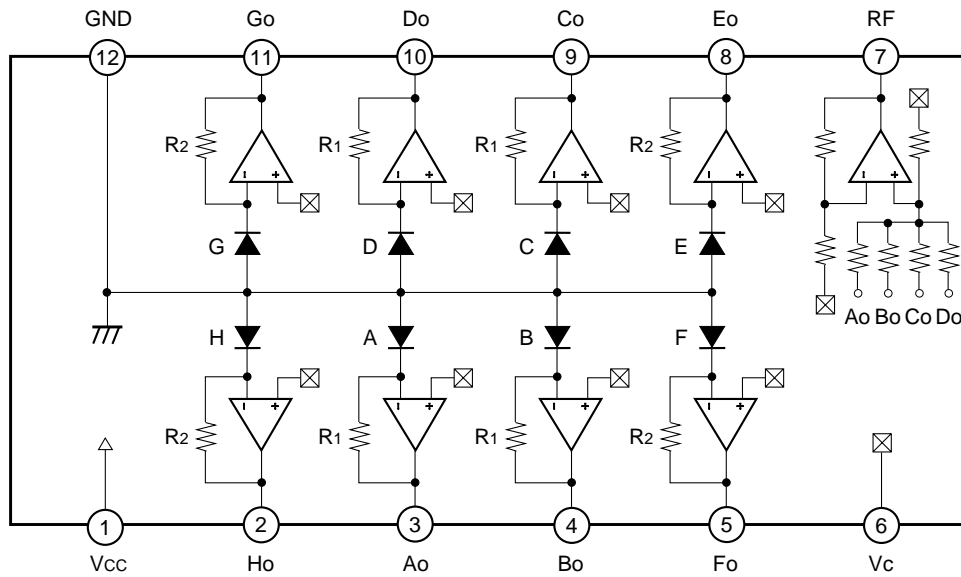 GND Go Do Co Eo RF
12 11 10 9 8 7
R2 R1 R1 R2
- + - + - + - + - +
G D C E
Ao Bo Co Do
H A B F
- + - + - + - +
R2 R1 R1 R2
1 2 3 4 5 6
VCC Ho Ao Bo Fo Vc